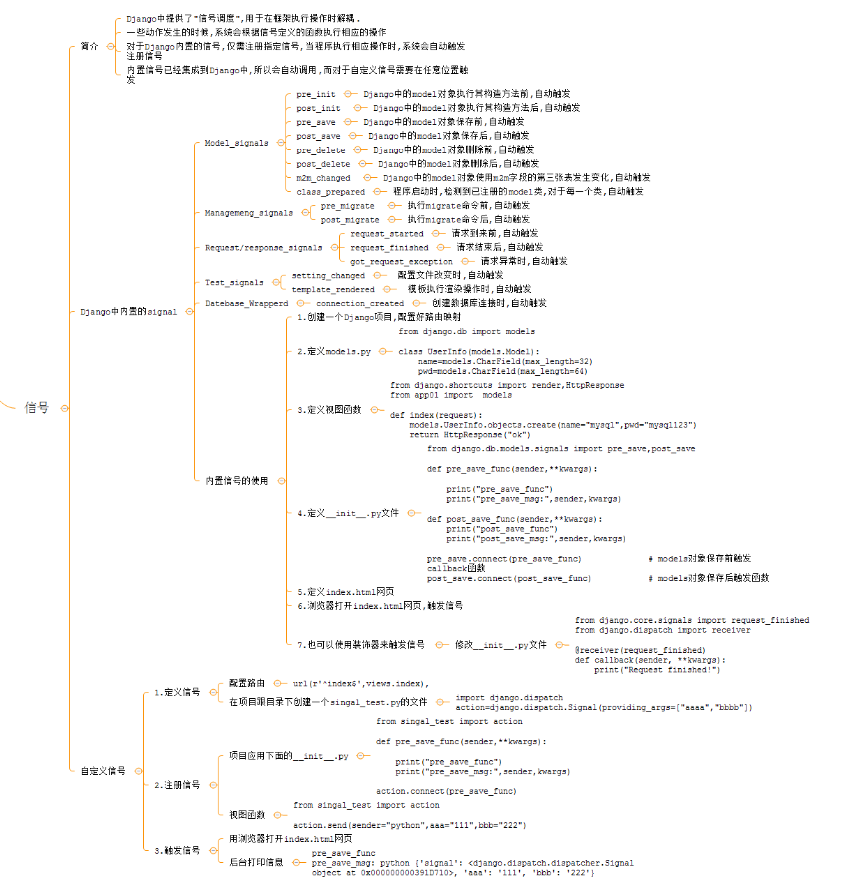 信号
简介
Django中提供了"信号调度",用于在框架执行操作时解耦.
一些动作发生的时候,系统会根据信号定义的函数执行相应的操作
对于Django内置的信号,仅需注册指定信号,当程序执行相应操作时,系统会自动触发
注册信号
内置信号已经集成到Django中,所以会自动调用,而对于自定义信号需要在任意位置触
发
Django中内置的signal
Model_signals
pre_init Django中的model对象执行其构造方法前,自动触发
post_init Django中的model对象执行其构造方法后,自动触发
pre_save Django中的model对象保存前,自动触发
post_save Django中的model对象保存后,自动触发
pre_delete Django中的model对象删除前,自动触发
post_delete Django中的model对象删除后,自动触发
m2m_changed Django中的model对象使用m2m字段的第三张表发生变化,自动触发
class_prepared 程序启动时,检测到已注册的model类,对于每一个类,自动触发
Managemeng_signals
pre_migrate 执行migrate命令前,自动触发
post_migrate 执行migrate命令后,自动触发
Request/response_signals
request_started 请求到来前,自动触发
request_finished 请求结束后,自动触发
got_request_exception 请求异常时,自动触发
Test_signals
setting_changed 配置文件改变时,自动触发
template_rendered 模板执行渲染操作时,自动触发
Datebase_Wrapperd connection_created 创建数据库连接时,自动触发
内置信号的使用
1.创建一个Django项目,配置好路由映射
2.定义models.py
from django.db import models
class UserInfo(models.Model):
name=models.CharField(max_length=32)
pwd=models.CharField(max_length=64)
3.定义视图函数
from django.shortcuts import render,HttpResponse
from app01 import models
def index(request):
models.UserInfo.objects.create(name="mysql",pwd="mysql123")
return HttpResponse("ok")
4.定义__init__.py文件
from django.db.models.signals import pre_save,post_save
def pre_save_func(sender,**kwargs):
print("pre_save_func")
print("pre_save_msg:",sender,kwargs)
def post_save_func(sender,**kwargs):
print("post_save_func")
print("post_save_msg:",sender,kwargs)
pre_save.connect(pre_save_func) # models对象保存前触发
callback函数
post_save.connect(post_save_func) # models对象保存后触发函数
5.定义index.html网页
6.浏览器打开index.html网页,触发信号
7.也可以使用装饰器来触发信号 修改__init__.py文件
from django.core.signals import request_finished
from django.dispatch import receiver
@receiver(request_finished)
def callback(sender, **kwargs):
print("Request finished!")
自定义信号
1.定义信号
配置路由 url(r'^index$',views.index),
在项目跟目录下创建一个singal_test.py的文件
import django.dispatch
action=django.dispatch.Signal(providing_args=["aaaa","bbbb"])
2.注册信号
项目应用下面的__init__.py
from singal_test import action
def pre_save_func(sender,**kwargs):
print("pre_save_func")
print("pre_save_msg:",sender,kwargs)
action.connect(pre_save_func)
视图函数
from singal_test import action
action.send(sender="python",aaa="111",bbb="222")
3.触发信号
用浏览器打开index.html网页
后台打印信息
pre_save_func
pre_save_msg: python {'signal': <django.dispatch.dispatcher.Signal
object at 0x000000000391D710>, 'aaa': '111', 'bbb': '222'}